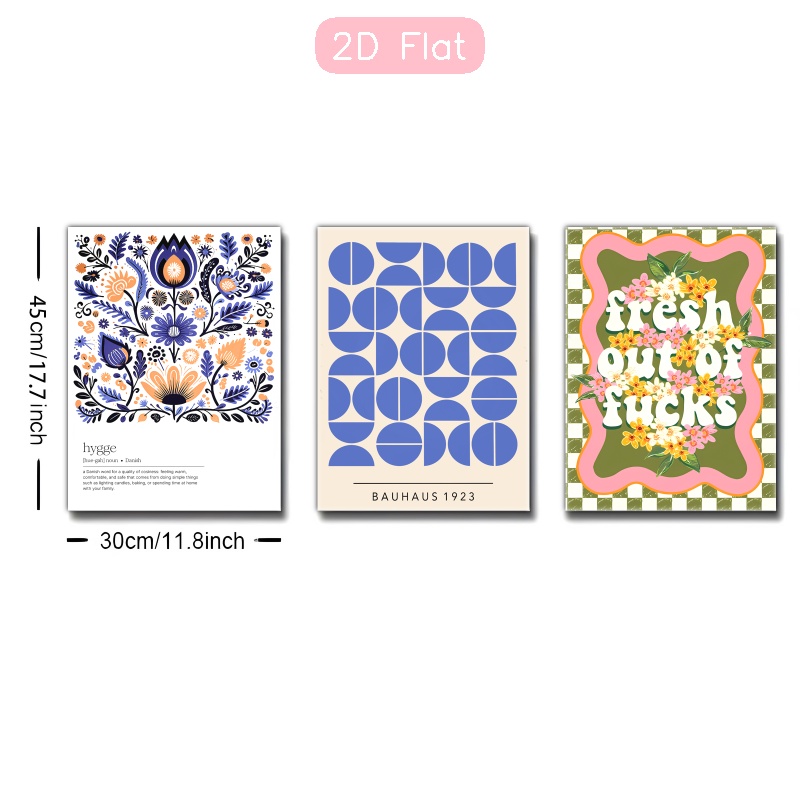 2D Flat
45cm/17.7inch
hygge
[hoo-gah] noun • Danish
a Danish word for a quality of cosiness: feeling warm,
comfortable, and safe that comes from doing simple things
such as lighting candles, baking, or spending time at home
with your family.
BAUHAUS 1923
fresh
out of
fucks
30cm/11.8inch